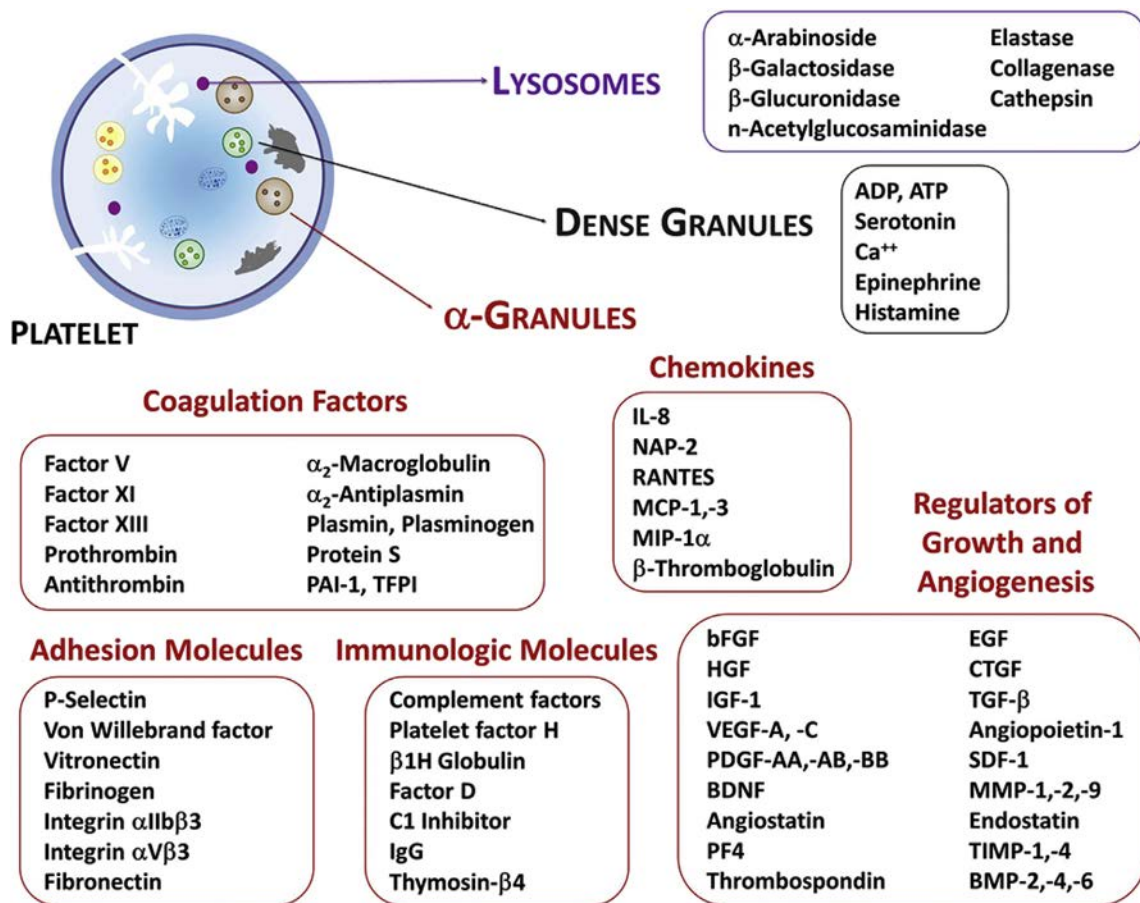 LYSOSOMES
α-Arabinoside
β-Galactosidase
β-Glucuronidase
n-Acetylglucosaminidase
Elastase
Collagenase
Cathepsin
DENSE GRANULES
ADP, ATP
Serotonin
Ca⁺⁺
Epinephrine
Histamine
α-GRANULES
PLATELET
Coagulation Factors
Factor V
Factor XI
Factor XIII
Prothrombin
Antithrombin
α₂-Macroglobulin
α₂-Antiplasmin
Plasmin, Plasminogen
Protein S
PAI-1, TFPI
Chemokines
IL-8
NAP-2
RANTES
MCP-1,-3
MIP-1α
β-Thromboglobulin
Adhesion Molecules
P-Selectin
Von Willebrand factor
Vitronectin
Fibrinogen
Integrin αIIbβ3
Integrin αVβ3
Fibronectin
Immunologic Molecules
Complement factors
Platelet factor H
β1H Globulin
Factor D
C1 Inhibitor
IgG
Thymosin-β4
Regulators of
Growth and
Angiogenesis
bFGF
HGF
IGF-1
VEGF-A, -C
PDGF-AA,-AB,-BB
BDNF
Angiostatin
PF4
Thrombospondin
EGF
CTGF
TGF-β
Angiopoietin-1
SDF-1
MMP-1,-2,-9
Endostatin
TIMP-1,-4
BMP-2,-4,-6